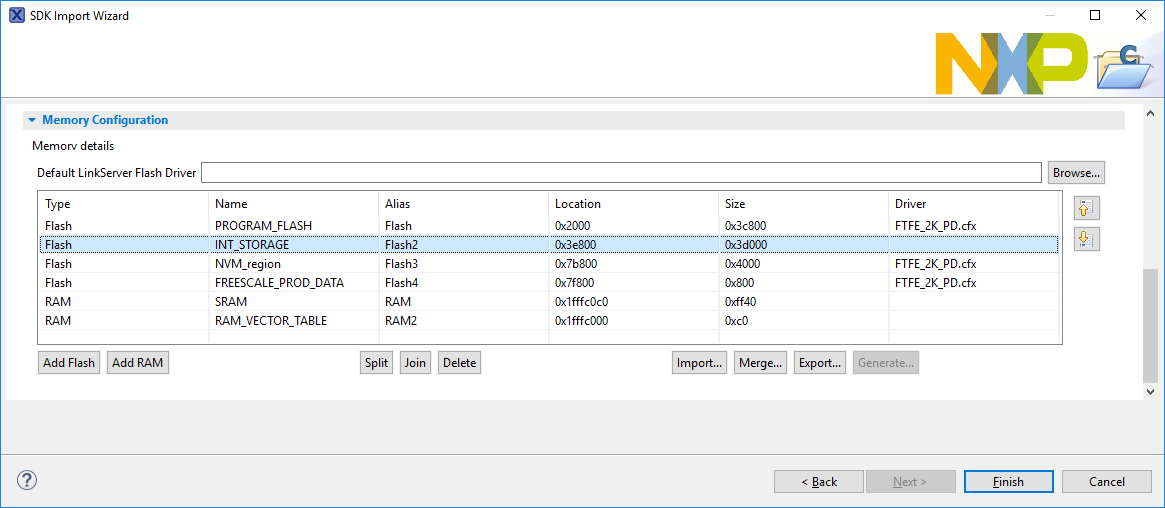 SDK Import Wizard
NXP
C
Memory Configuration
Memory details
Default LinkServer Flash Driver Browse...
Type Name Alias Location Size Driver
Flash PROGRAM_FLASH Flash 0x2000 0x3c800 FTFE_2K_PD.cfx
Flash INT_STORAGE Flash2 0x3e800 0x3d000
Flash NVM_region Flash3 0x7b800 0x4000 FTFE_2K_PD.cfx
Flash FREESCALE_PROD_DATA Flash4 0x7f800 0x800 FTFE_2K_PD.cfx
RAM SRAM RAM 0x1fffc0c0 0xff40
RAM RAM_VECTOR_TABLE RAM2 0x1fffc000 0xc0
Add Flash Add RAM Split Join Delete Import... Merge... Export... Generate...
? < Back Next > Finish Cancel